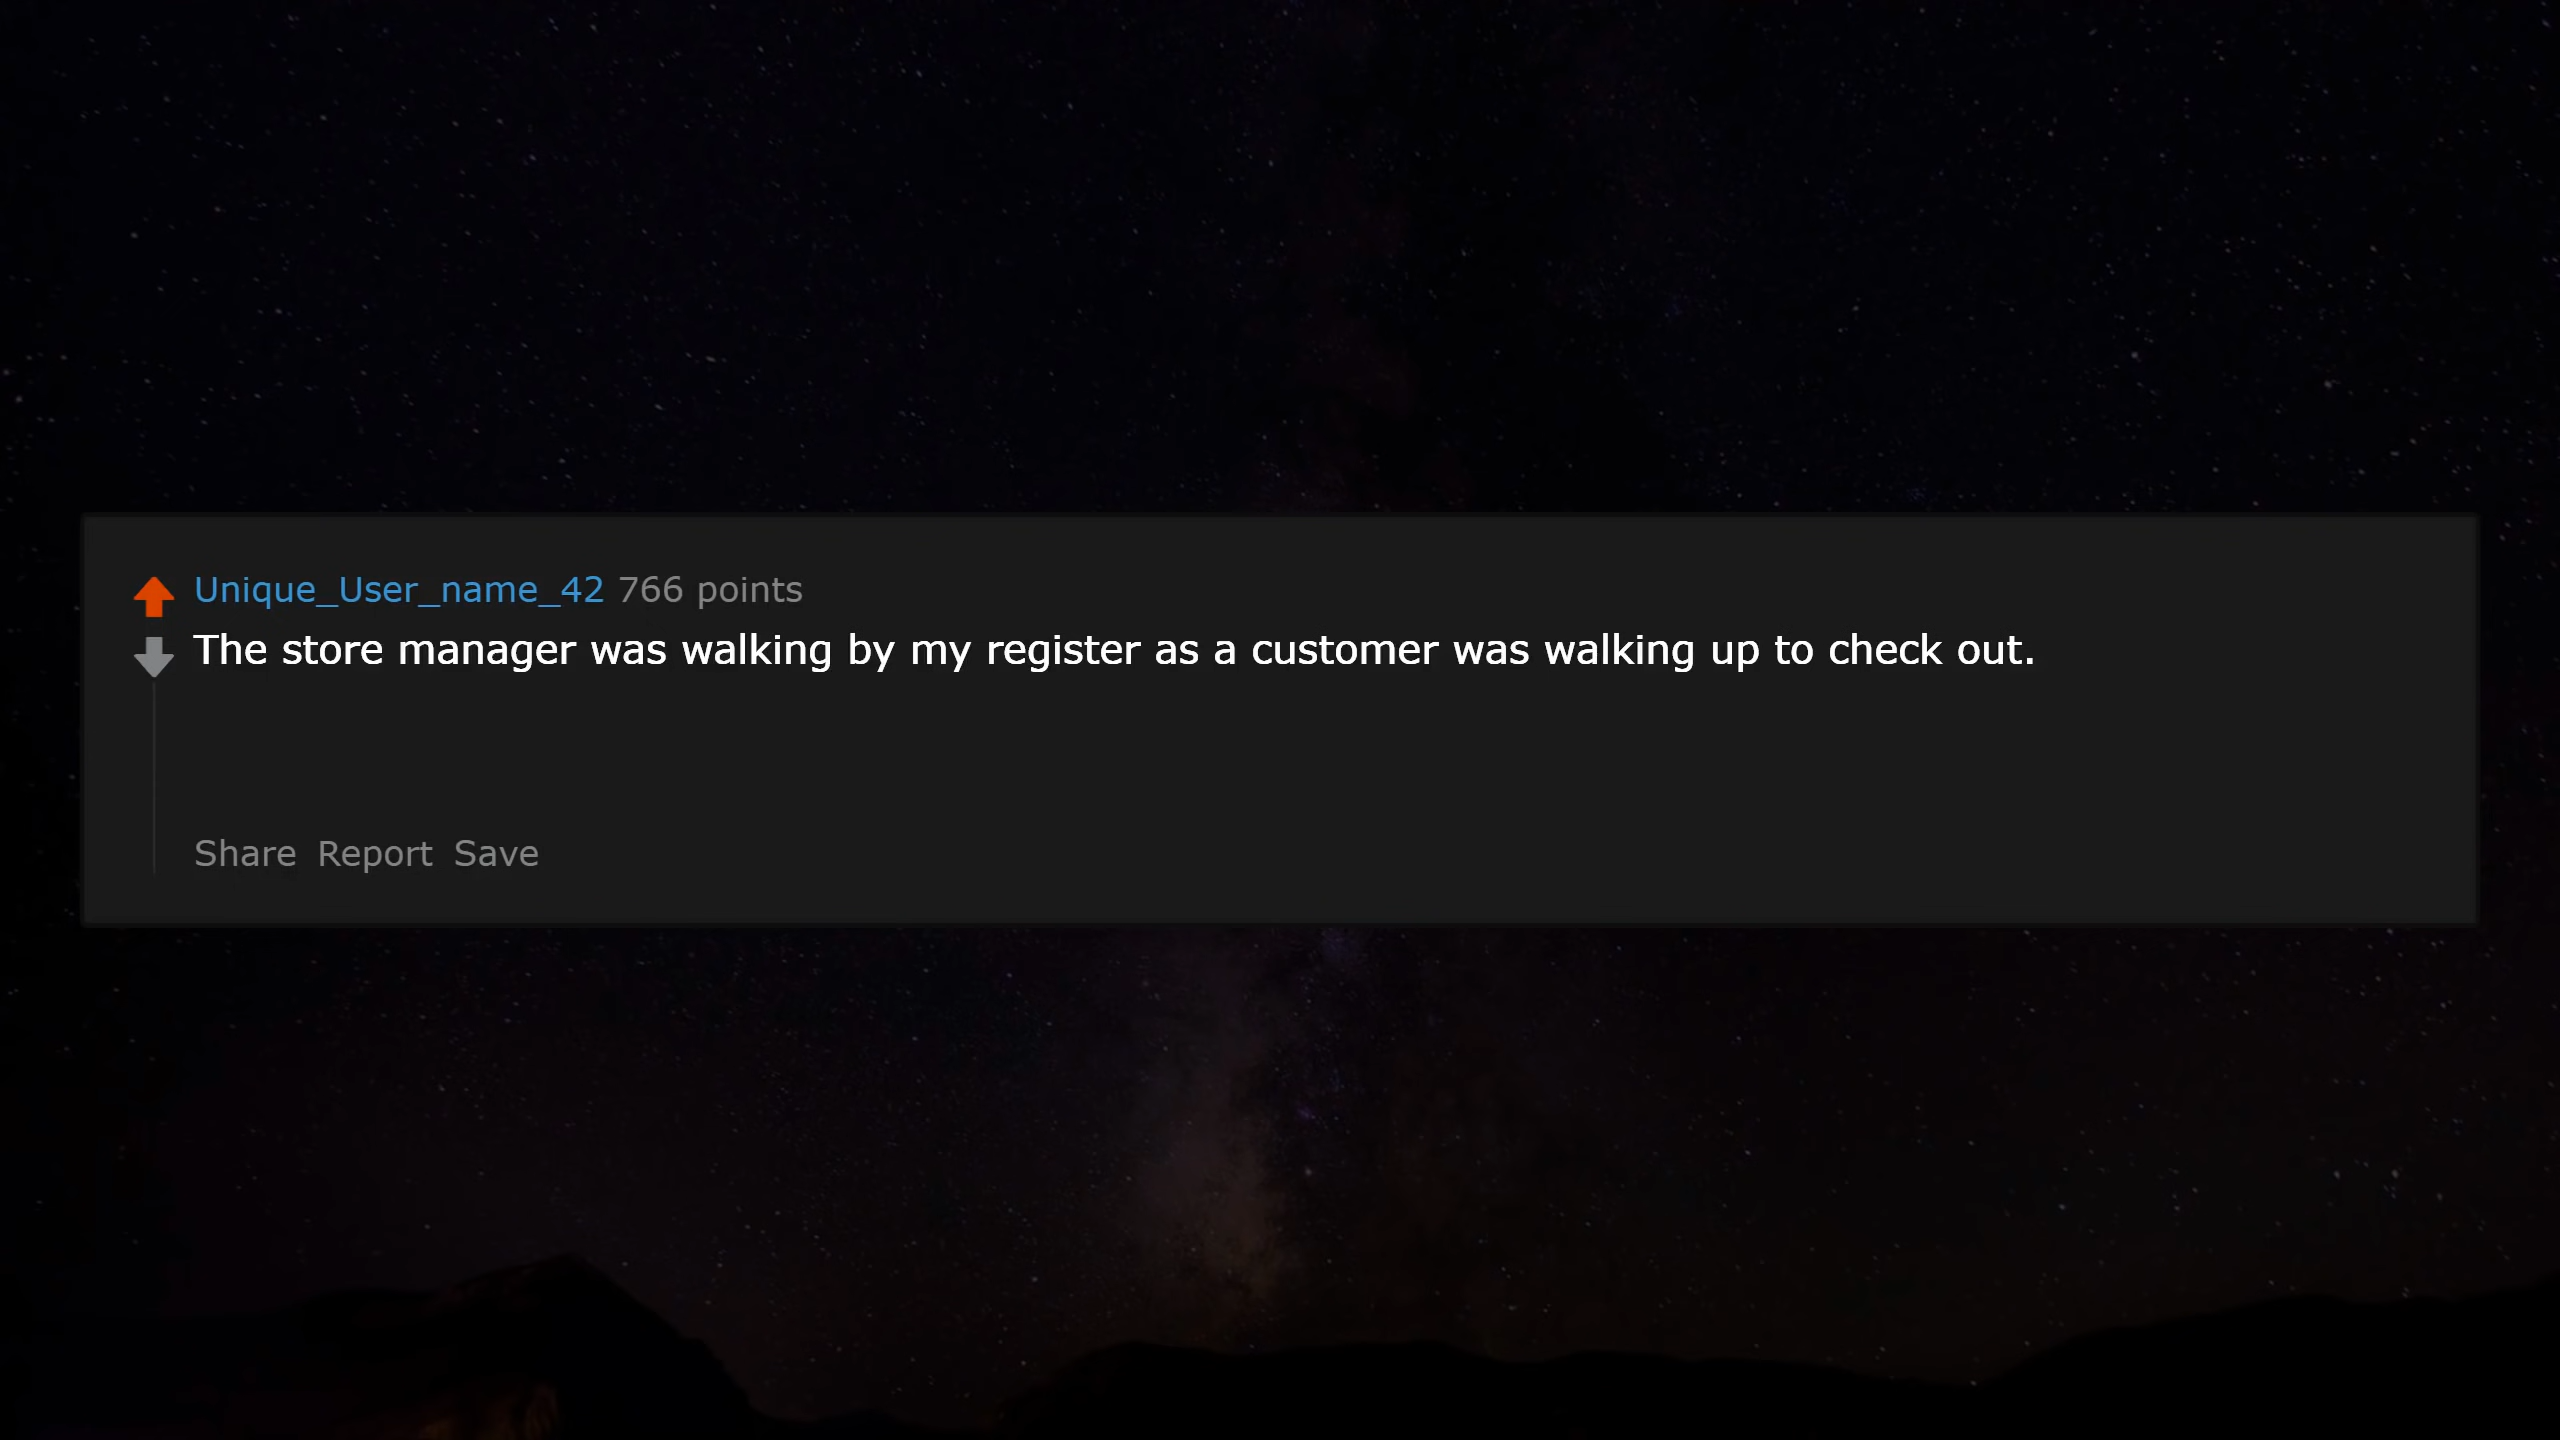 Unique_User_name_42 766 points
The store manager was walking by my register as a customer was walking up to check out.
Share Report Save